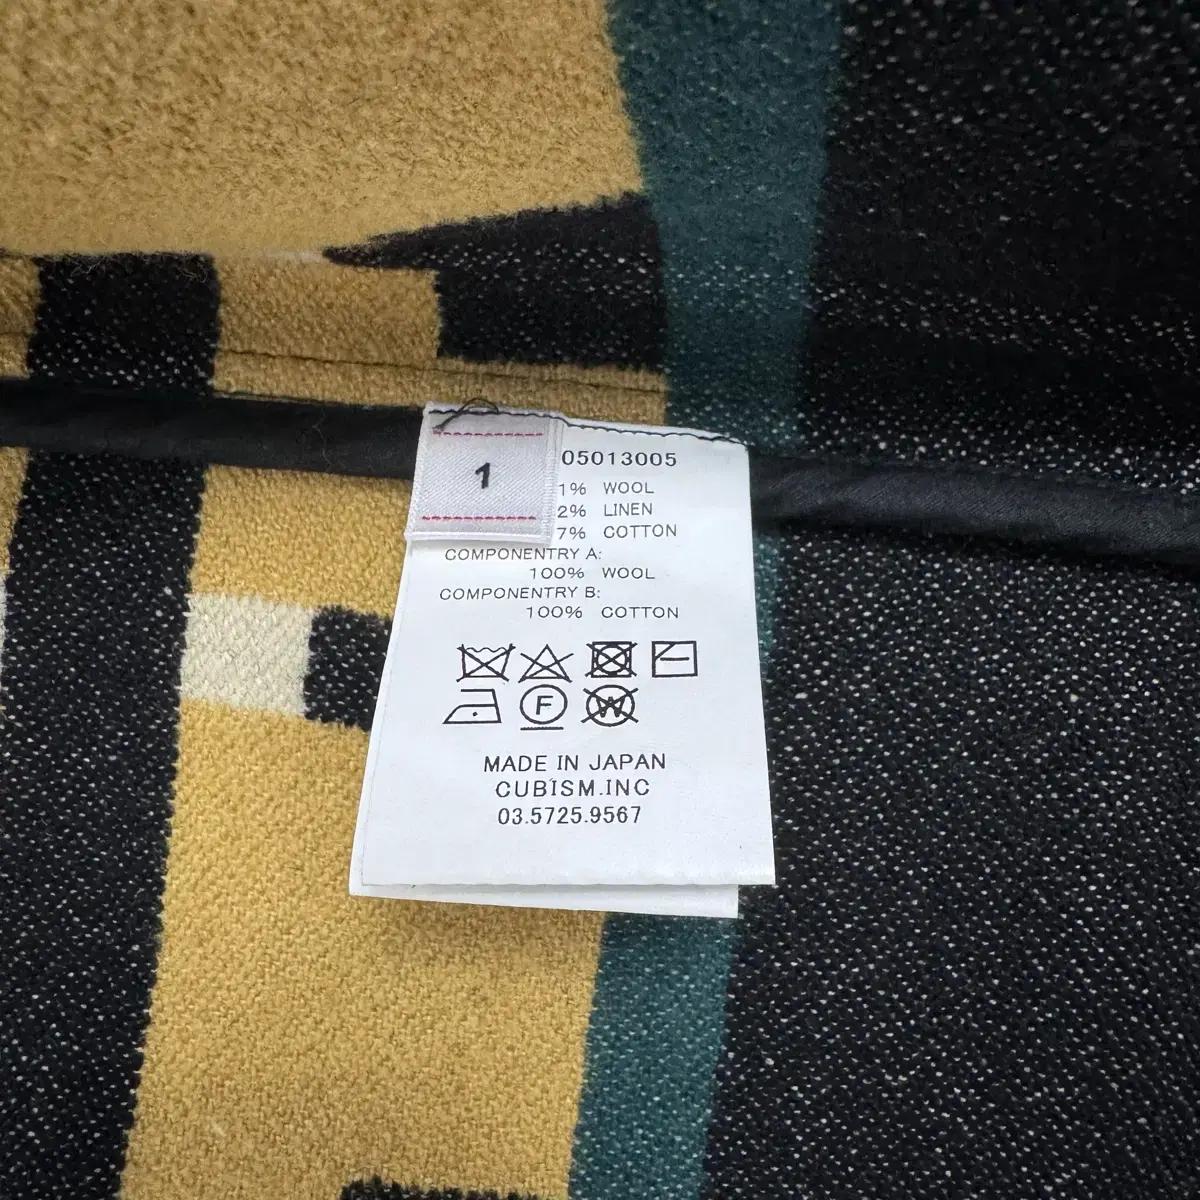 1
05013005
1% WOOL
2% LINEN
7% COTTON
COMPONENTRY A:
100% WOOL
COMPONENTRY B:
100% COTTON
F W
MADE IN JAPAN
CUBISM.INC
03.5725.9567